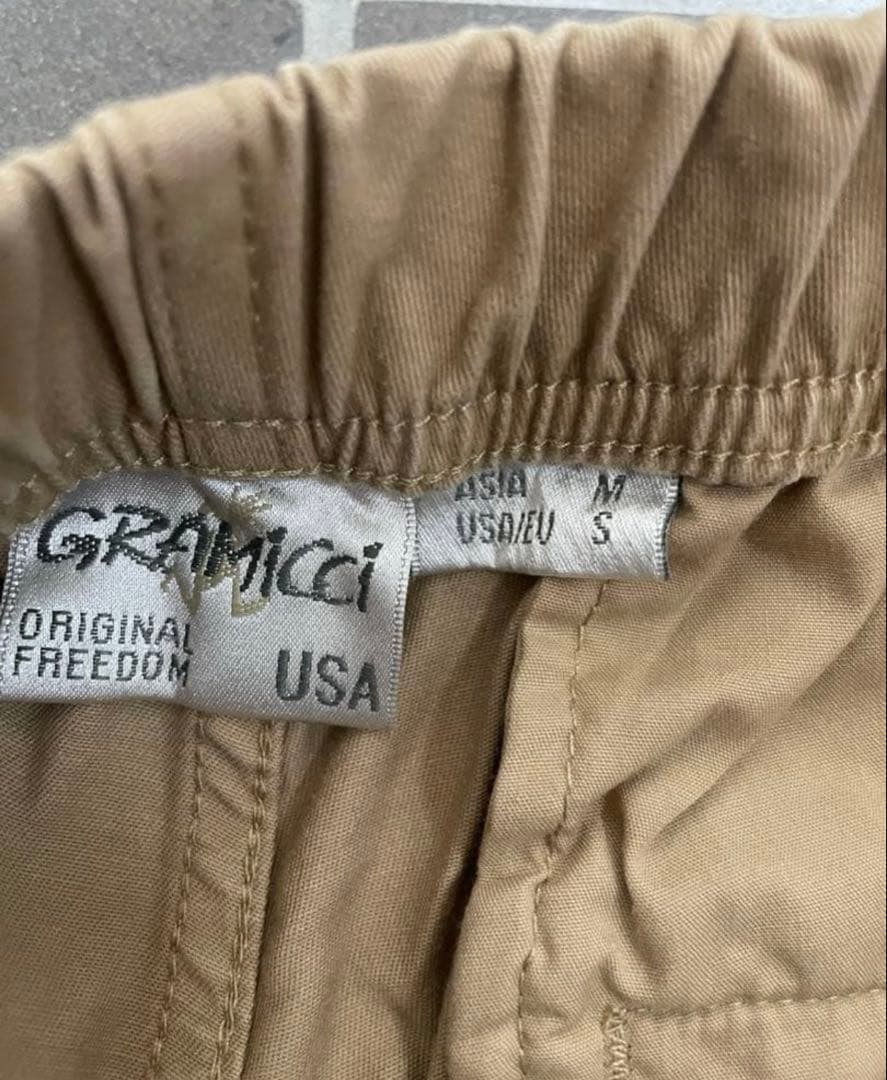 GRAMiCCi
ORIGINAL
FREEDOM
USA
ASIA M
USA/EU S